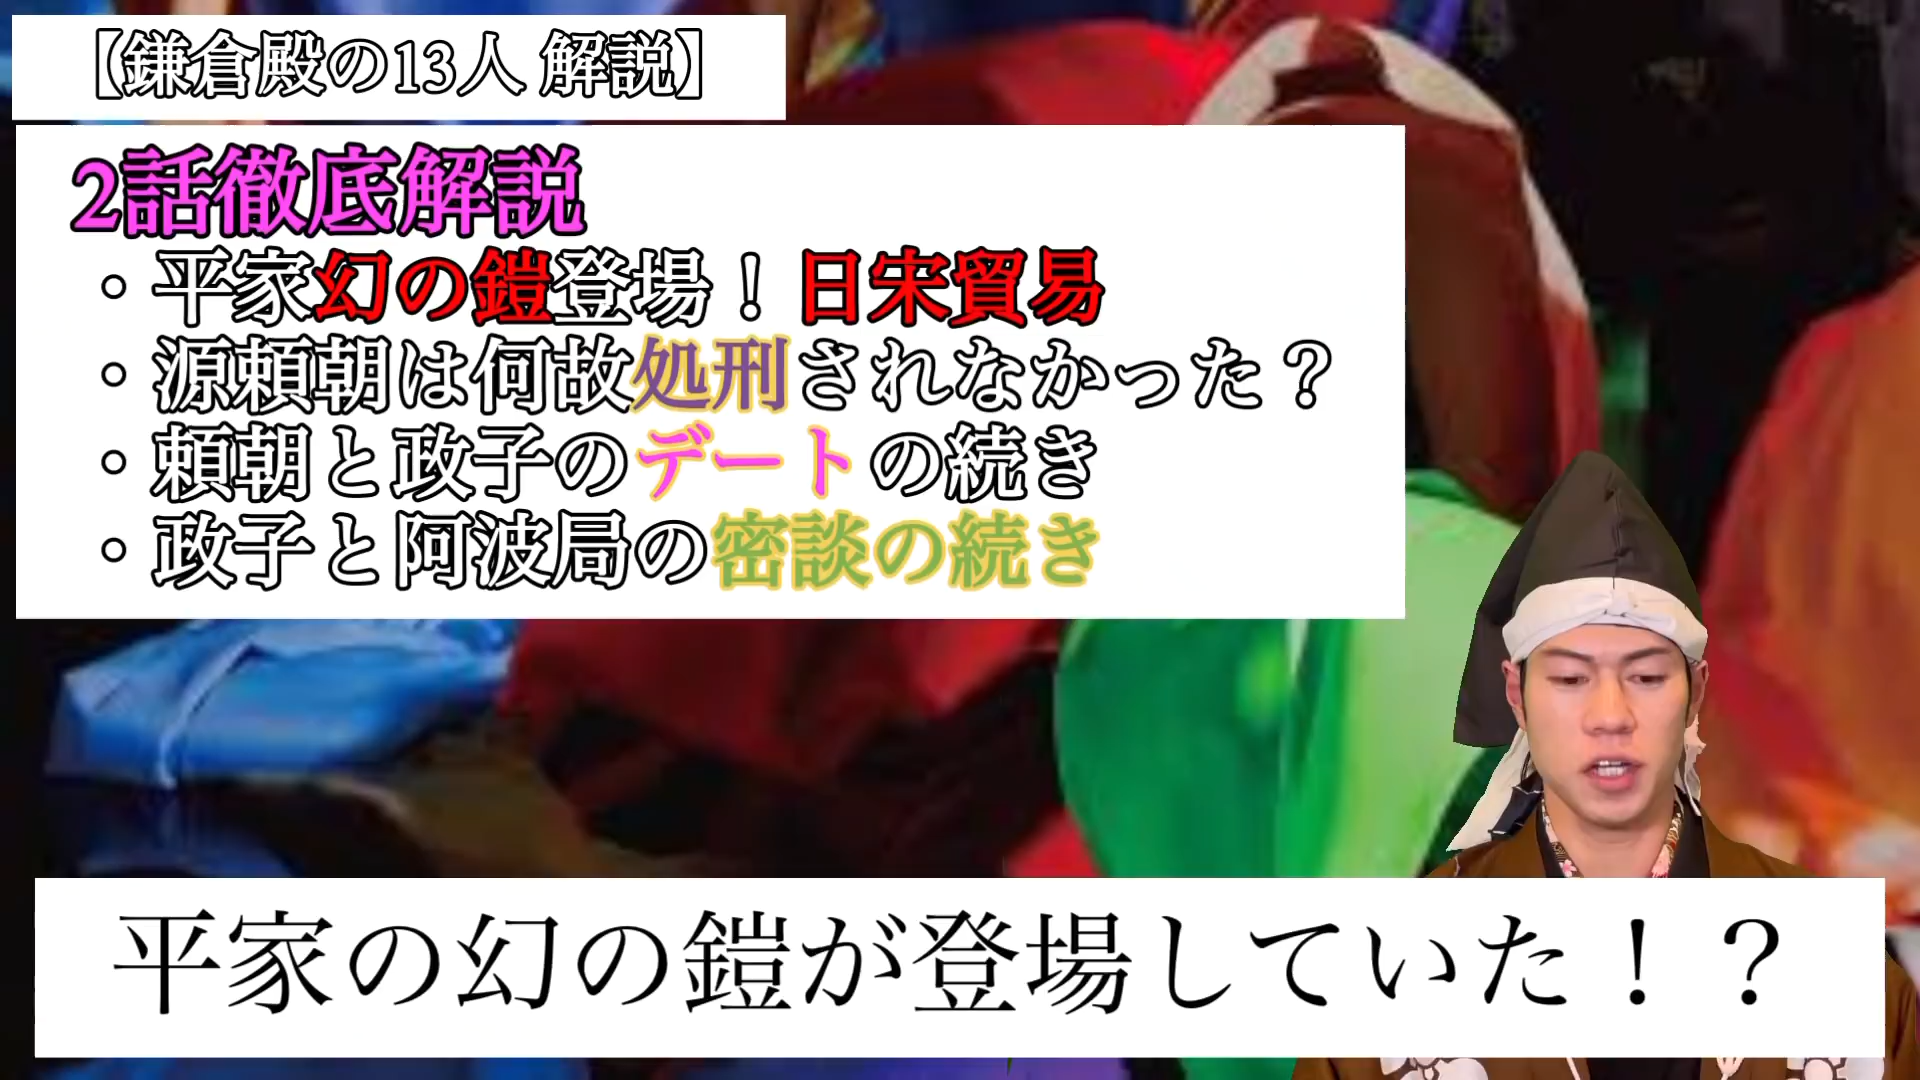 【鎌倉殿の13人 解説】
2話徹底解説
・平家幻の鎧登場！日宋貿易
・源頼朝は何故処刑されなかった？
・頼朝と政子のデートの続き
・政子と阿波局の密談の続き
平家の幻の鎧が登場していた！？